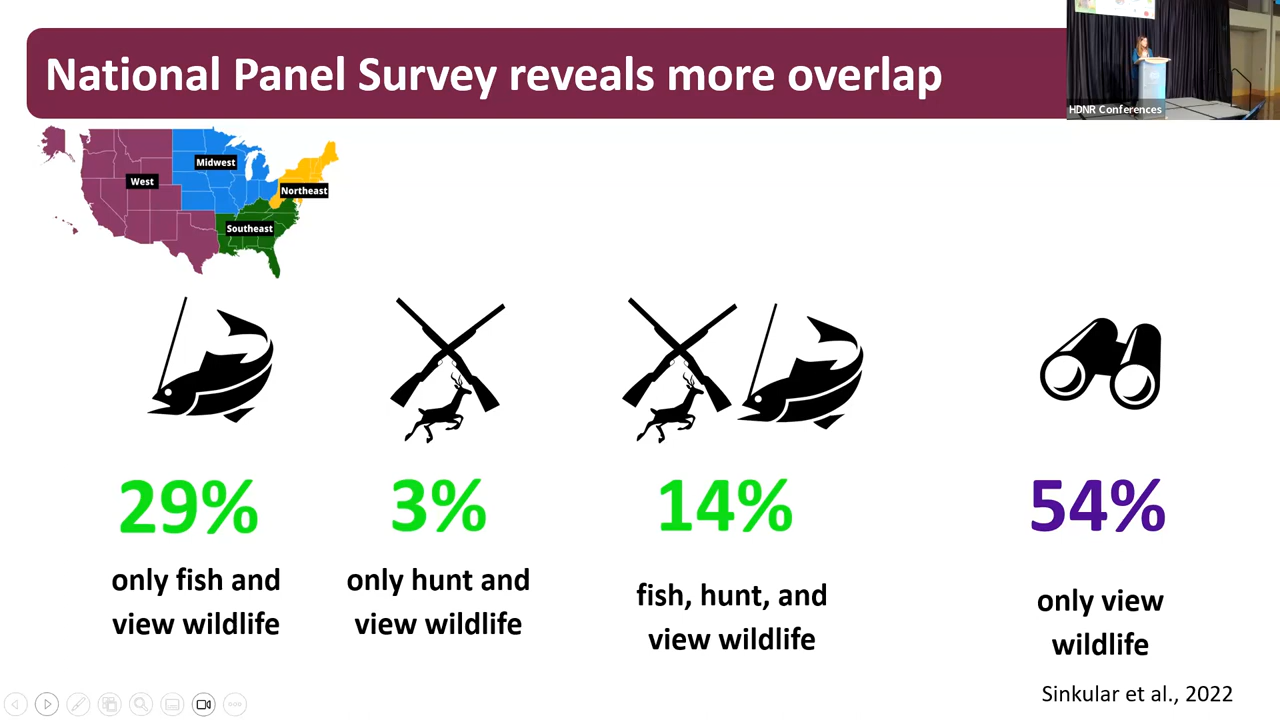 National Panel Survey reveals more overlap
HDNR Conferences
West
Midwest
Northeast
Southeast
29%
only fish and
view wildlife
3%
only hunt and
view wildlife
14%
fish, hunt, and
view wildlife
54%
only view
wildlife
Sinkular et al., 2022